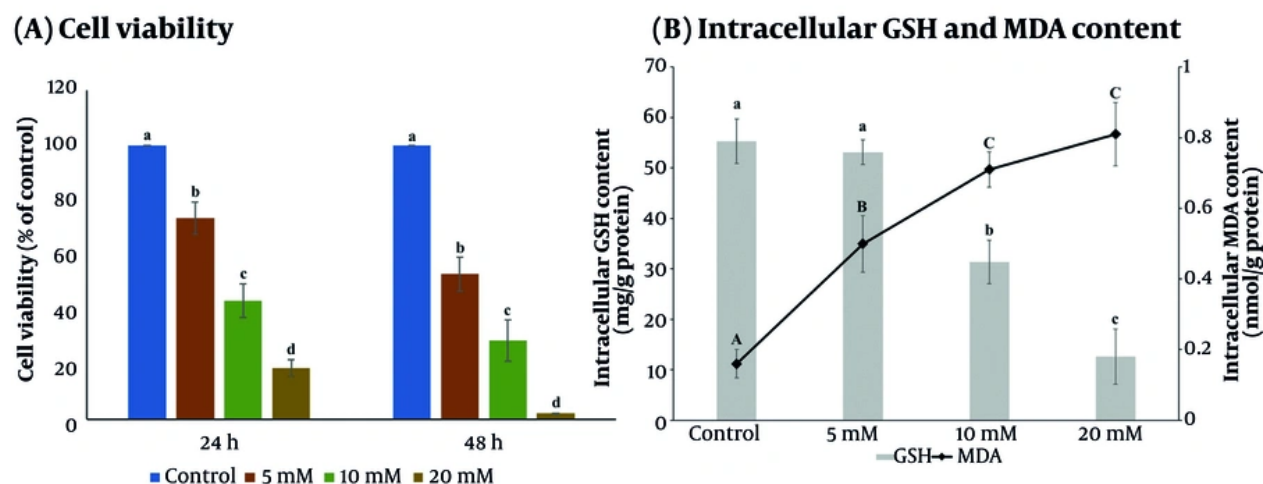 (A) Cell viability
Cell viability (% of control)
120
100
80
60
40
20
0
a
b
c
d
a
b
c
d
24 h
48 h
Control 5 mM 10 mM 20 mM
(B) Intracellular GSH and MDA content
Intracellular GSH content
(mg/g protein)
70
60
50
40
30
20
10
0
a
a
b
c
A
B
C
C
1
0.8
0.6
0.4
0.2
0
Intracellular MDA content
(nmol/g protein)
Control 5 mM 10 mM 20 mM
GSH MDA